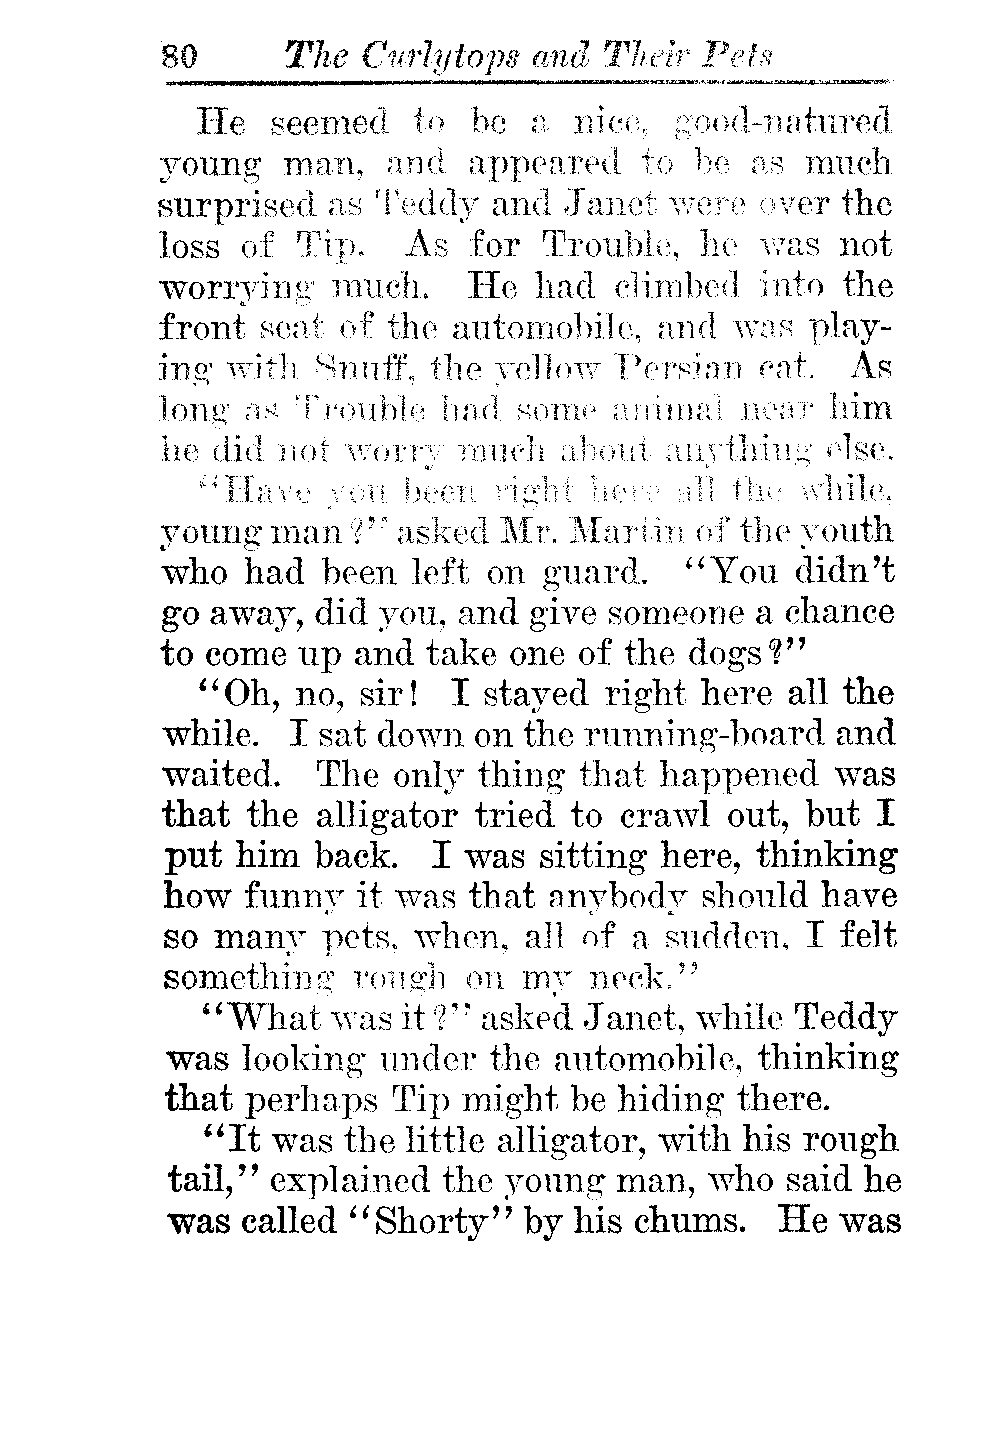 80 The Curlytops and Their Pets
He seemed to be a nice, good-natured
young man, and appeared to be as much
surprised as Teddy and Janet were over the
loss of Tip. As for Trouble, he was not
worrying much. He had climbed into the
front seat of the automobile, and was play-
ing with Snuff, the yellow Persian cat. As
long as Trouble had some animal near him
he did not worry much about anything else.
“Have you been right here all the while,
young man?” asked Mr. Martin of the youth
who had been left on guard. “You didn’t
go away, did you, and give someone a chance
to come up and take one of the dogs?”
“Oh, no, sir! I stayed right here all the
while. I sat down on the running-board and
waited. The only thing that happened was
that the alligator tried to crawl out, but I
put him back. I was sitting here, thinking
how funny it was that anybody should have
so many pets, when, all of a sudden, I felt
something rough on my neck.”
“What was it?” asked Janet, while Teddy
was looking under the automobile, thinking
that perhaps Tip might be hiding there.
“It was the little alligator, with his rough
tail,” explained the young man, who said he
was called “Shorty” by his chums. He was